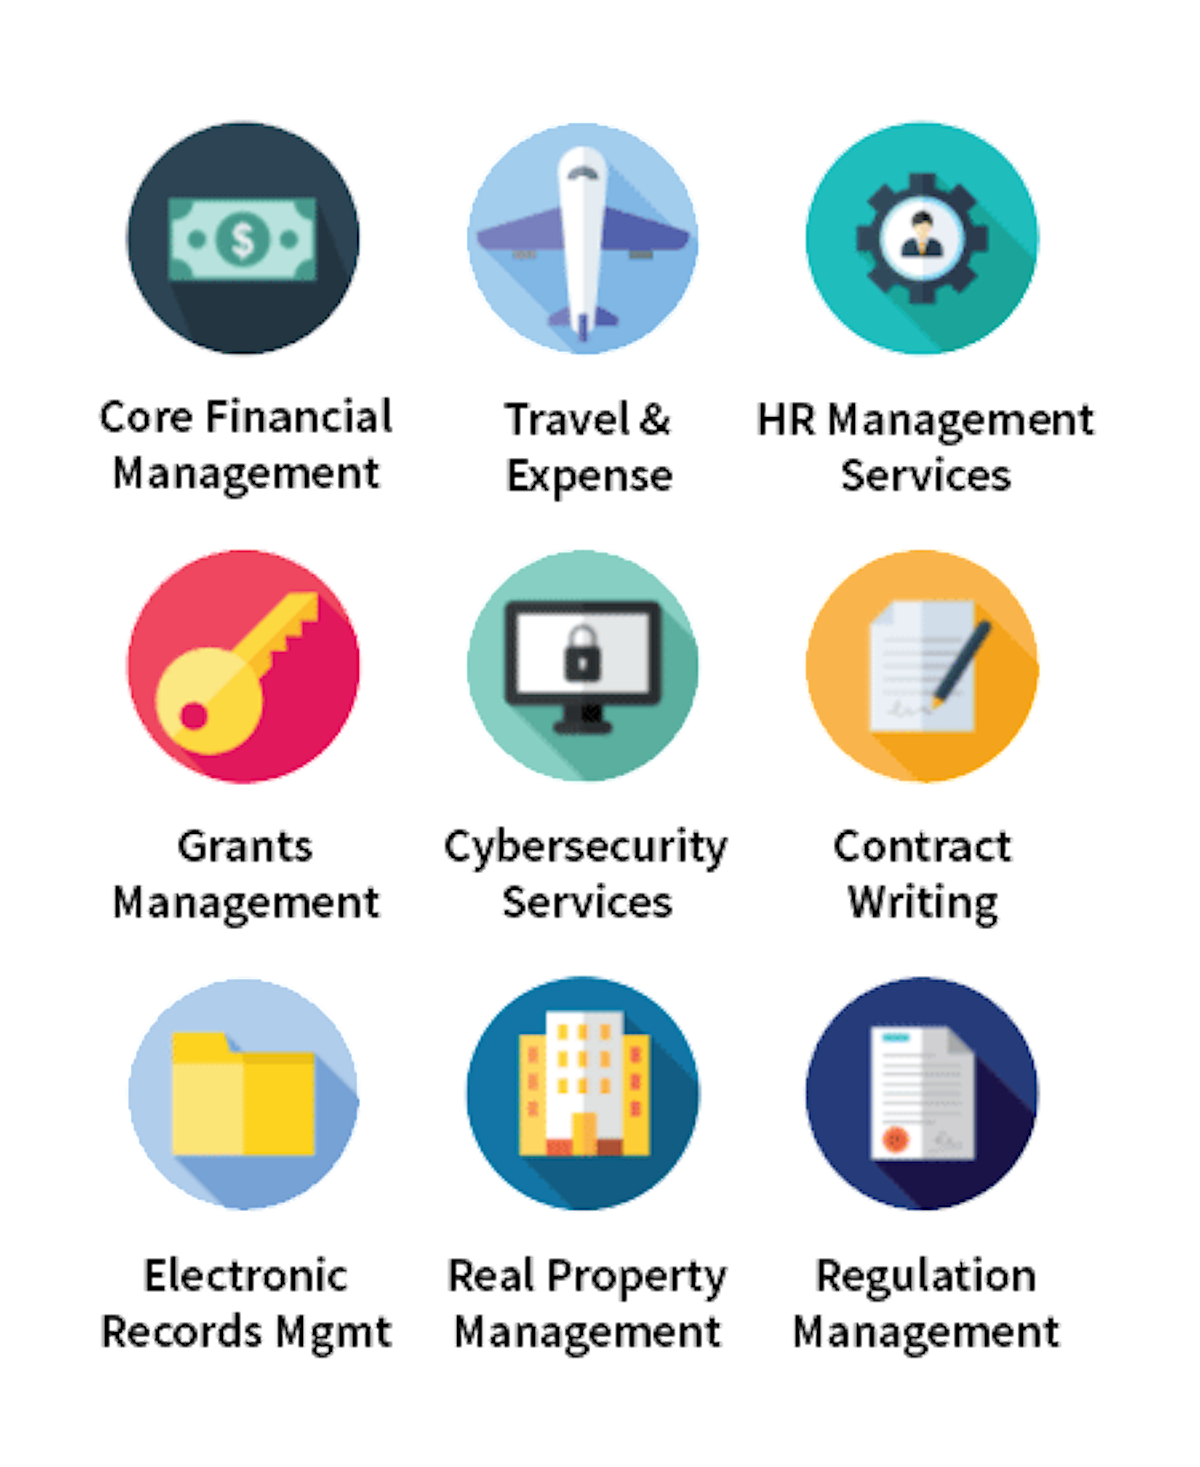 Core Financial
Management
Travel &
Expense
HR Management
Services
Grants
Management
Cybersecurity
Services
Contract
Writing
Electronic
Records Mgmt
Real Property
Management
Regulation
Management